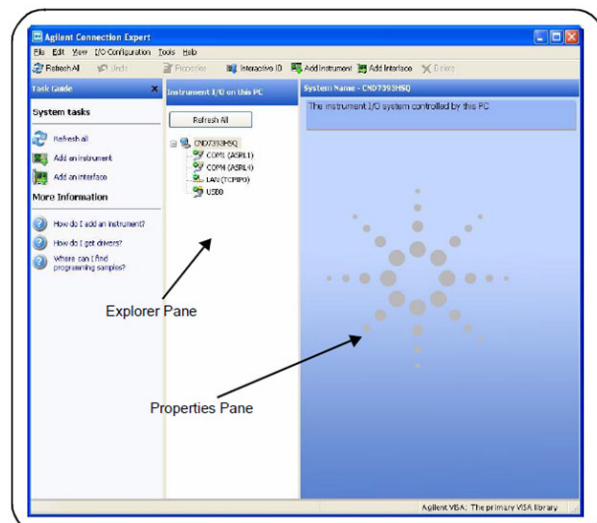 Agilent Connection Expert
File Edit View I/O Configuration Tools Help
Refresh All Undo Properties Interactive IO Add Instrument Add Interface Delete
Task Guide
Instrument I/O on this PC
System Name - CND7393HSQ
System tasks
Refresh all
Add an instrument
Add an interface
More Information
How do I add an instrument?
How do I get drivers?
Where can I find
programming samples?
Refresh All
CND7393HSQ
COM1 (ASRL1)
COM4 (ASRL4)
LAN (TCPIP0)
USB0
The instrument I/O system controlled by this PC
Explorer Pane
Properties Pane
Agilent VISA: The primary VISA library